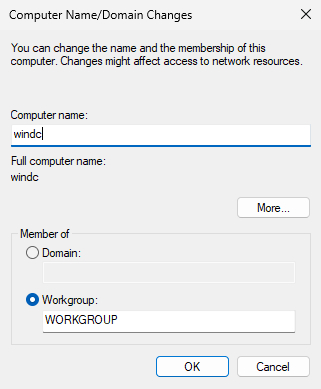 Computer Name/Domain Changes
You can change the name and the membership of this
computer. Changes might affect access to network resources.
Computer name:
windc
Full computer name:
windc
More...
Member of
Domain:
Workgroup:
WORKGROUP
OK
Cancel